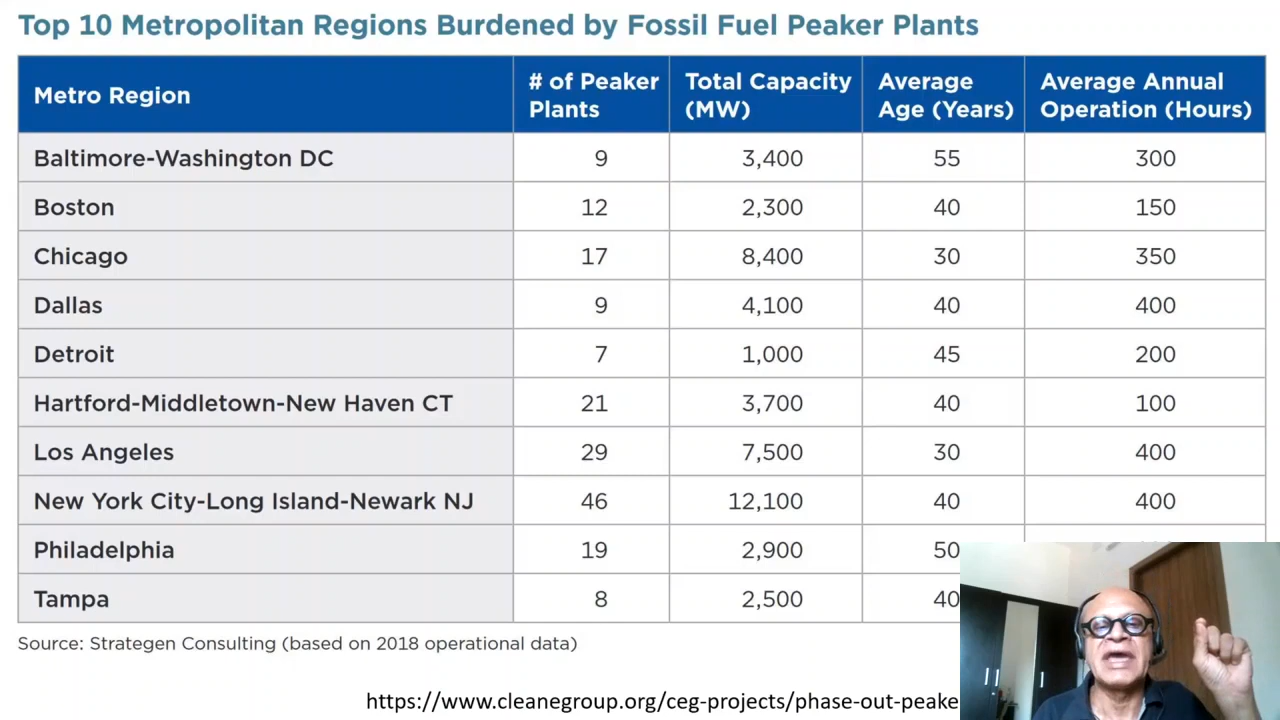 Top 10 Metropolitan Regions Burdened by Fossil Fuel Peaker Plants
Metro Region # of Peaker Plants Total Capacity (MW) Average Age (Years) Average Annual Operation (Hours)
Baltimore-Washington DC 9 3,400 55 300
Boston 12 2,300 40 150
Chicago 17 8,400 30 350
Dallas 9 4,100 40 400
Detroit 7 1,000 45 200
Hartford-Middletown-New Haven CT 21 3,700 40 100
Los Angeles 29 7,500 30 400
New York City-Long Island-Newark NJ 46 12,100 40 400
Philadelphia 19 2,900 50
Tampa 8 2,500 40
Source: Strategen Consulting (based on 2018 operational data)
https://www.cleanegroup.org/ceg-projects/phase-out-peake